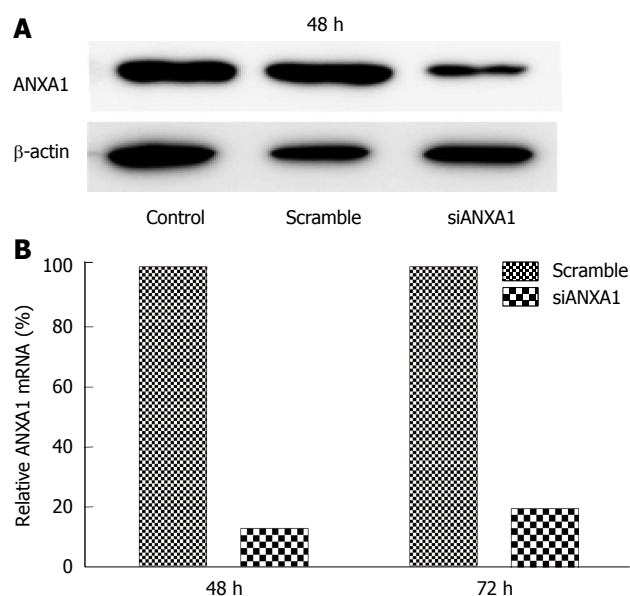 A
48 h
ANXA1
β-actin
Control Scramble siANXA1
B
Relative ANXA1 mRNA (%)
100
80
60
40
20
0
48 h 72 h
Scramble
siANXA1